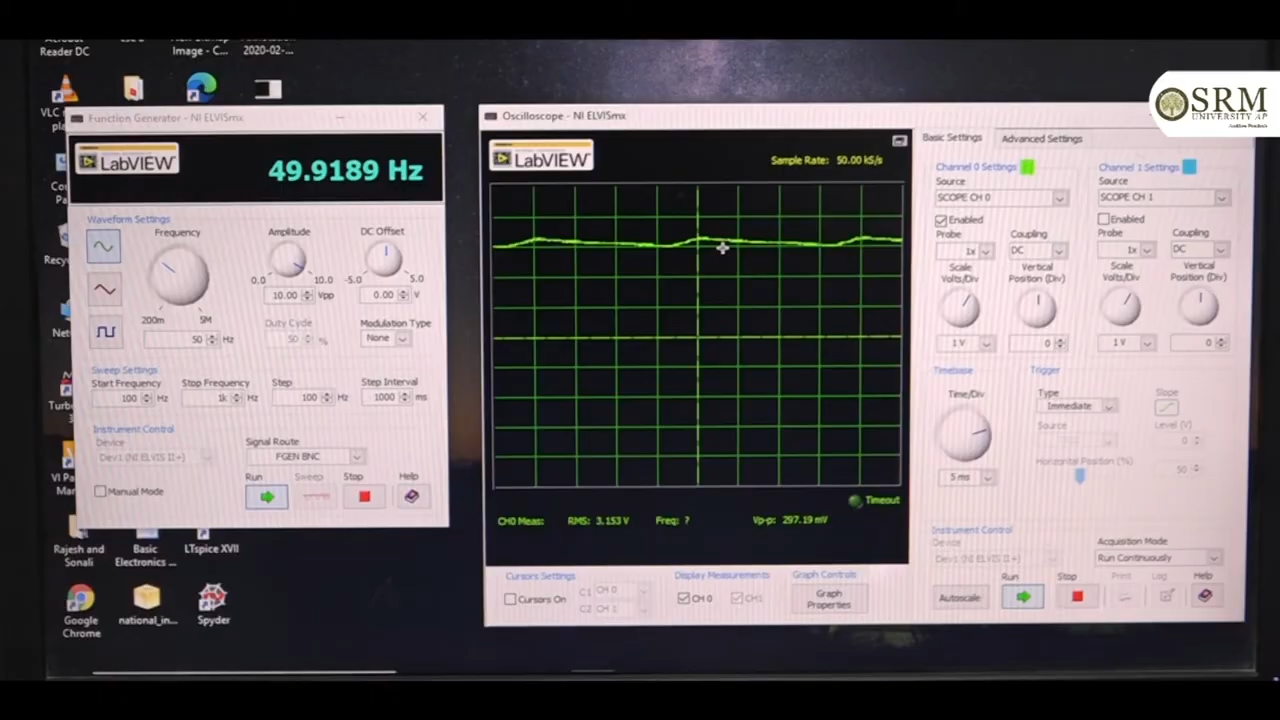 Reader DC
Image - C...
2020-02-...
SRM
UNIVERSITY AP
Andhra Pradesh
VLC
Function Generator - NI ELVISmx
LabVIEW
49.9189 Hz
Waveform Settings
Frequency
Amplitude
DC Offset
0.0
10.0
-5.0
5.0
10.00 Vpp
0.00 V
200m
5M
50 Hz
Duty Cycle
50 %
Modulation Type
None
Sweep Settings
Start Frequency
Stop Frequency
Step
Step Interval
100 Hz
1k Hz
100 Hz
1000 ms
Instrument Control
Device
Dev1 (NI ELVIS II+)
Signal Route
FGEN BNC
Manual Mode
Run
Sweep
Stop
Help
Oscilloscope - NI ELVISmx
LabVIEW
Sample Rate: 50.00 kS/s
Timeout
CH0 Meas:
RMS: 3.153 V
Freq: ?
Vp-p: 297.19 mV
Cursors Settings
Cursors On
C1 CH 0
C2 CH 1
Display Measurements
CH 0
CH1
Graph Controls
Graph
Properties
Basic Settings
Advanced Settings
Channel 0 Settings
Channel 1 Settings
Source
Source
SCOPE CH 0
SCOPE CH 1
Enabled
Enabled
Probe
Coupling
Probe
Coupling
1x
DC
1x
DC
Scale
Volts/Div
Vertical
Position (Div)
Scale
Volts/Div
Vertical
Position (Div)
1 V
0
1 V
0
Timebase
Trigger
Time/Div
Type
Immediate
Slope
Source
Level (V)
0
Horizontal Position (%)
50
5 ms
Instrument Control
Device
Dev1 (NI ELVIS II+)
Acquisition Mode
Run Continuously
Run
Stop
Print
Log
Help
Autoscale
Rajesh and
Sonali
Basic
Electronics ...
LTspice XVII
Google
Chrome
national_in...
Spyder